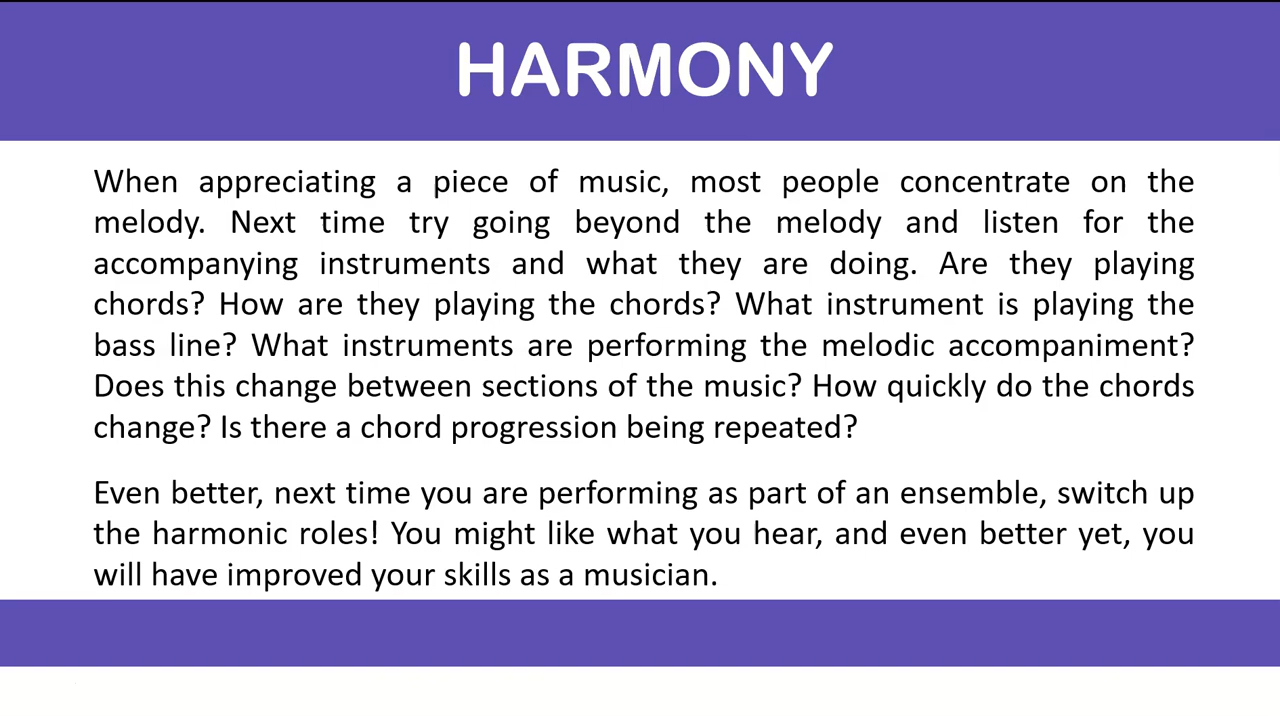 HARMONY
When appreciating a piece of music, most people concentrate on the
melody. Next time try going beyond the melody and listen for the
accompanying instruments and what they are doing. Are they playing
chords? How are they playing the chords? What instrument is playing the
bass line? What instruments are performing the melodic accompaniment?
Does this change between sections of the music? How quickly do the chords
change? Is there a chord progression being repeated?
Even better, next time you are performing as part of an ensemble, switch up
the harmonic roles! You might like what you hear, and even better yet, you
will have improved your skills as a musician.